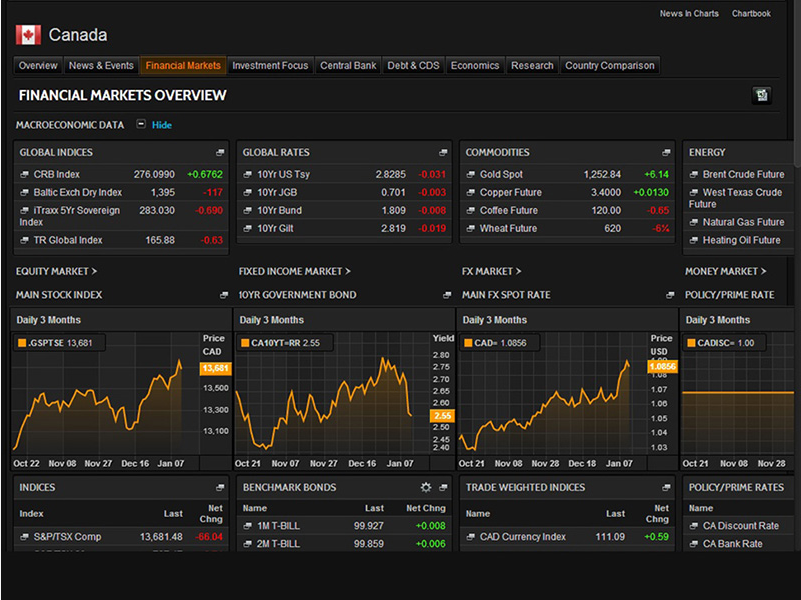 News In Charts Chartbook
Canada
Overview News & Events Financial Markets Investment Focus Central Bank Debt & CDS Economics Research Country Comparison
FINANCIAL MARKETS OVERVIEW
MACROECONOMIC DATA Hide
GLOBAL INDICES
CRB Index 276.0990 +0.6762
Baltic Exch Dry Index 1,395 -117
iTraxx 5Yr Sovereign 283.030 -0.690
Index
TR Global Index 165.88 -0.63
GLOBAL RATES
10Yr US Tsy 2.8285 -0.031
10Yr JGB 0.701 -0.003
10Yr Bund 1.809 -0.008
10Yr Gilt 2.819 -0.019
COMMODITIES
Gold Spot 1,252.84 +6.14
Copper Future 3.4000 +0.0130
Coffee Future 120.00 -0.65
Wheat Future 620 -6¼
ENERGY
Brent Crude Future
West Texas Crude
Future
Natural Gas Future
Heating Oil Future
EQUITY MARKET >
MAIN STOCK INDEX
Daily 3 Months
.GSPTSE 13,681
Price
CAD
13,681
13,500
13,300
13,100
Oct 22 Nov 08 Nov 27 Dec 16 Jan 07
FIXED INCOME MARKET >
10YR GOVERNMENT BOND
Daily 3 Months
CA10YT=RR 2.55
Yield
2.80
2.75
2.70
2.65
2.60
2.55
2.50
2.45
2.40
Oct 21 Nov 07 Nov 27 Dec 16 Jan 07
FX MARKET >
MAIN FX SPOT RATE
Daily 3 Months
CAD= 1.0856
Price
USD
1.0856
1.08
1.07
1.06
1.05
1.04
1.03
Oct 21 Nov 08 Nov 28 Dec 18 Jan 07
MONEY MARKET >
POLICY/PRIME RATE
Daily 3 Months
CADISC= 1.00
Oct 21 Nov 08 Nov 28
INDICES
Index Last Net
Chng
S&P/TSX Comp 13,681.48 -66.04
BENCHMARK BONDS
Name Last Net Chng
1M T-BILL 99.927 +0.008
2M T-BILL 99.859 +0.006
TRADE WEIGHTED INDICES
Name Last Net
Chng
CAD Currency Index 111.09 +0.59
POLICY/PRIME RATES
Name
CA Discount Rate
CA Bank Rate